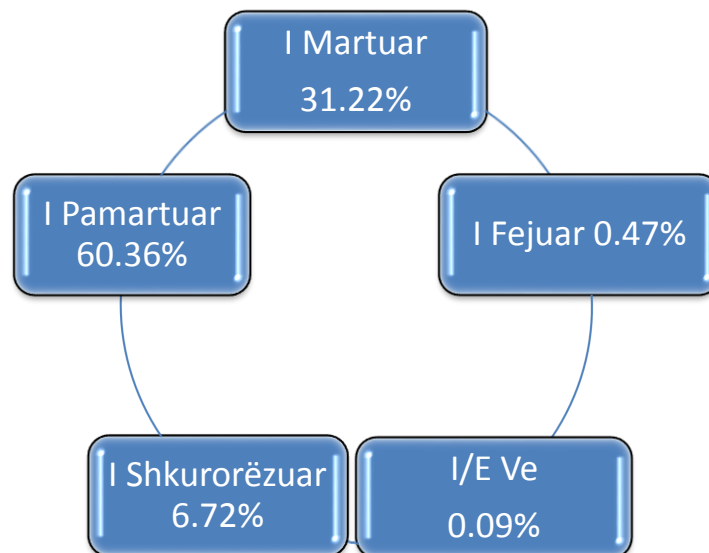 I Martuar
31.22%
I Fejuar 0.47%
I/E Ve
0.09%
I Shkurorëzuar
6.72%
I Pamartuar
60.36%